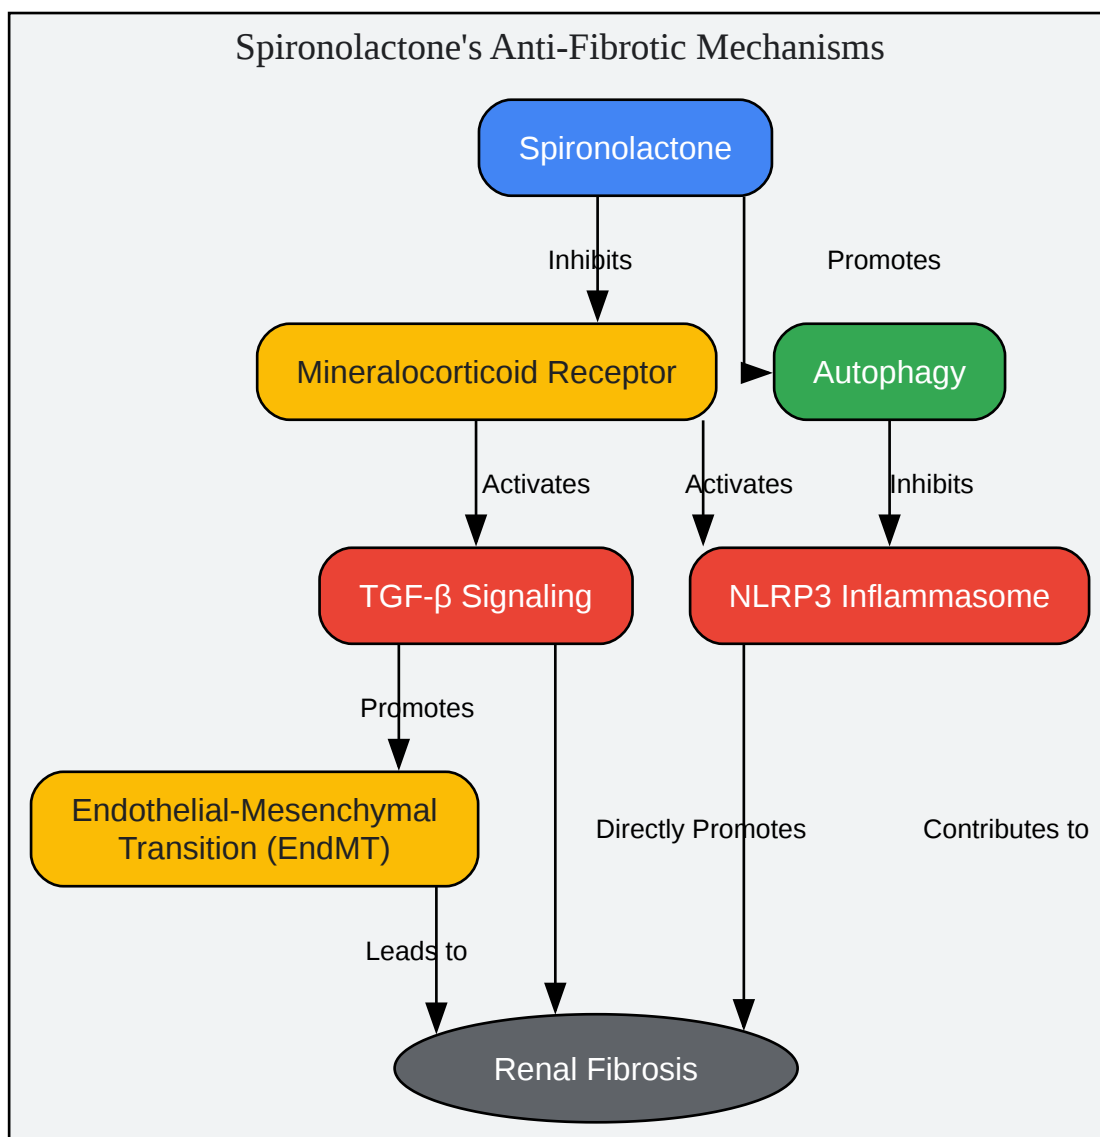 Spironolactone's Anti-Fibrotic Mechanisms
Spironolactone
Inhibits
Promotes
Mineralocorticoid Receptor
Autophagy
Activates
Activates
Inhibits
TGF-β Signaling
NLRP3 Inflammasome
Promotes
Endothelial-Mesenchymal
Transition (EndMT)
Directly Promotes
Contributes to
Leads to
Renal Fibrosis